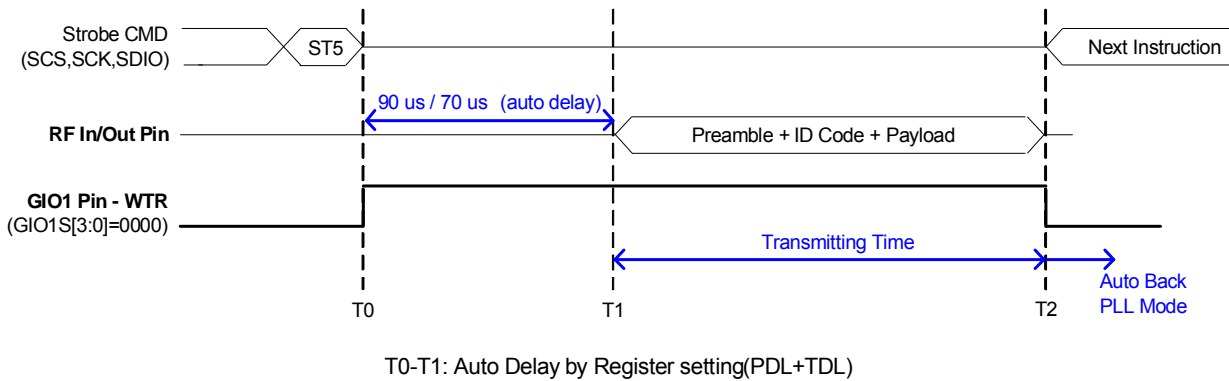 Strobe CMD
(SCS,SCK,SDIO)
ST5
Next Instruction
90 us / 70 us (auto delay)
RF In/Out Pin
Preamble + ID Code + Payload
GIO1 Pin - WTR
(GIO1S[3:0]=0000)
Transmitting Time
Auto Back
PLL Mode
T0
T1
T2
T0-T1: Auto Delay by Register setting(PDL+TDL)